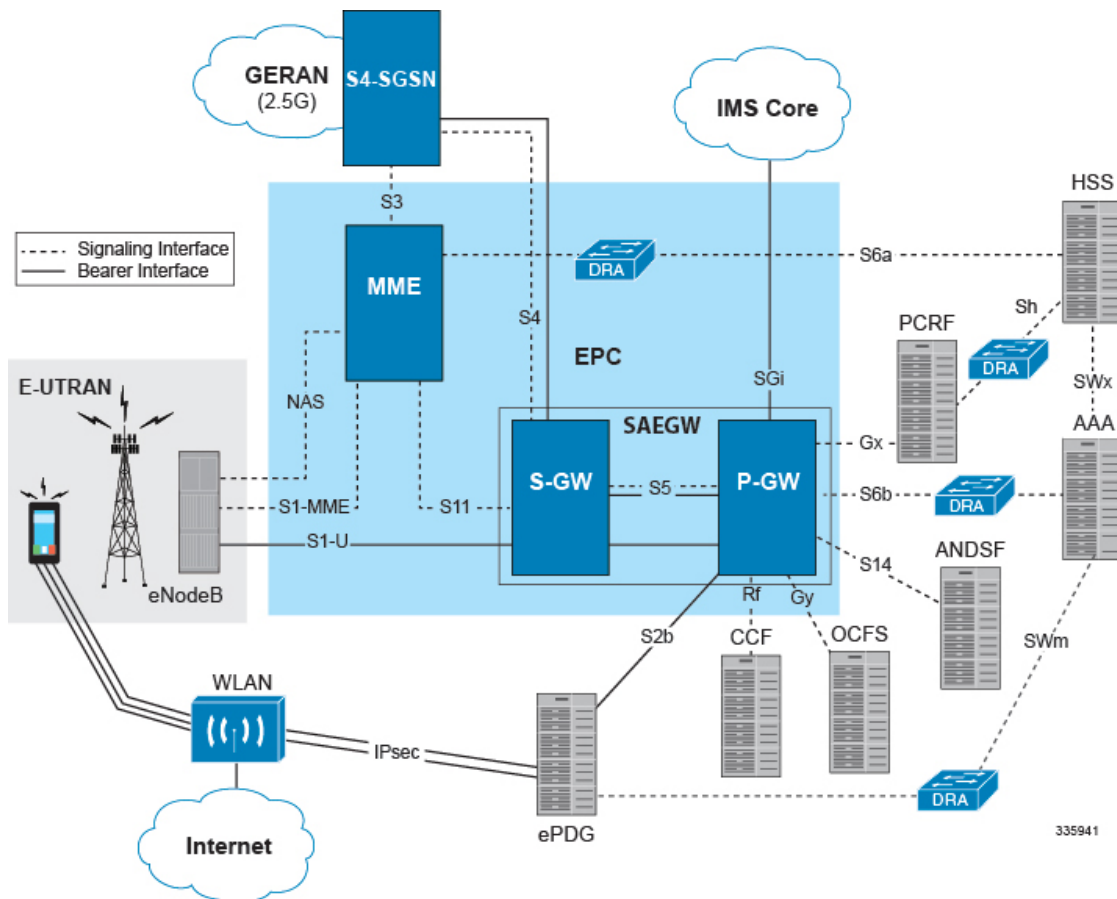 GERAN
(2.5G)
S4-SGSN
IMS Core
HSS
S3
Signaling Interface
Bearer Interface
MME
DRA
S6a
S4
Sh
PCRF
DRA
EPC
E-UTRAN
SGi
SWx
NAS
AAA
SAEGW
Gx
S-GW
S5
P-GW
S6b
DRA
S1-MME
S11
S1-U
S14
ANDSF
eNodeB
Rf
Gy
S2b
CCF
OCFS
SWm
WLAN
IPsec
DRA
Internet
ePDG
335941